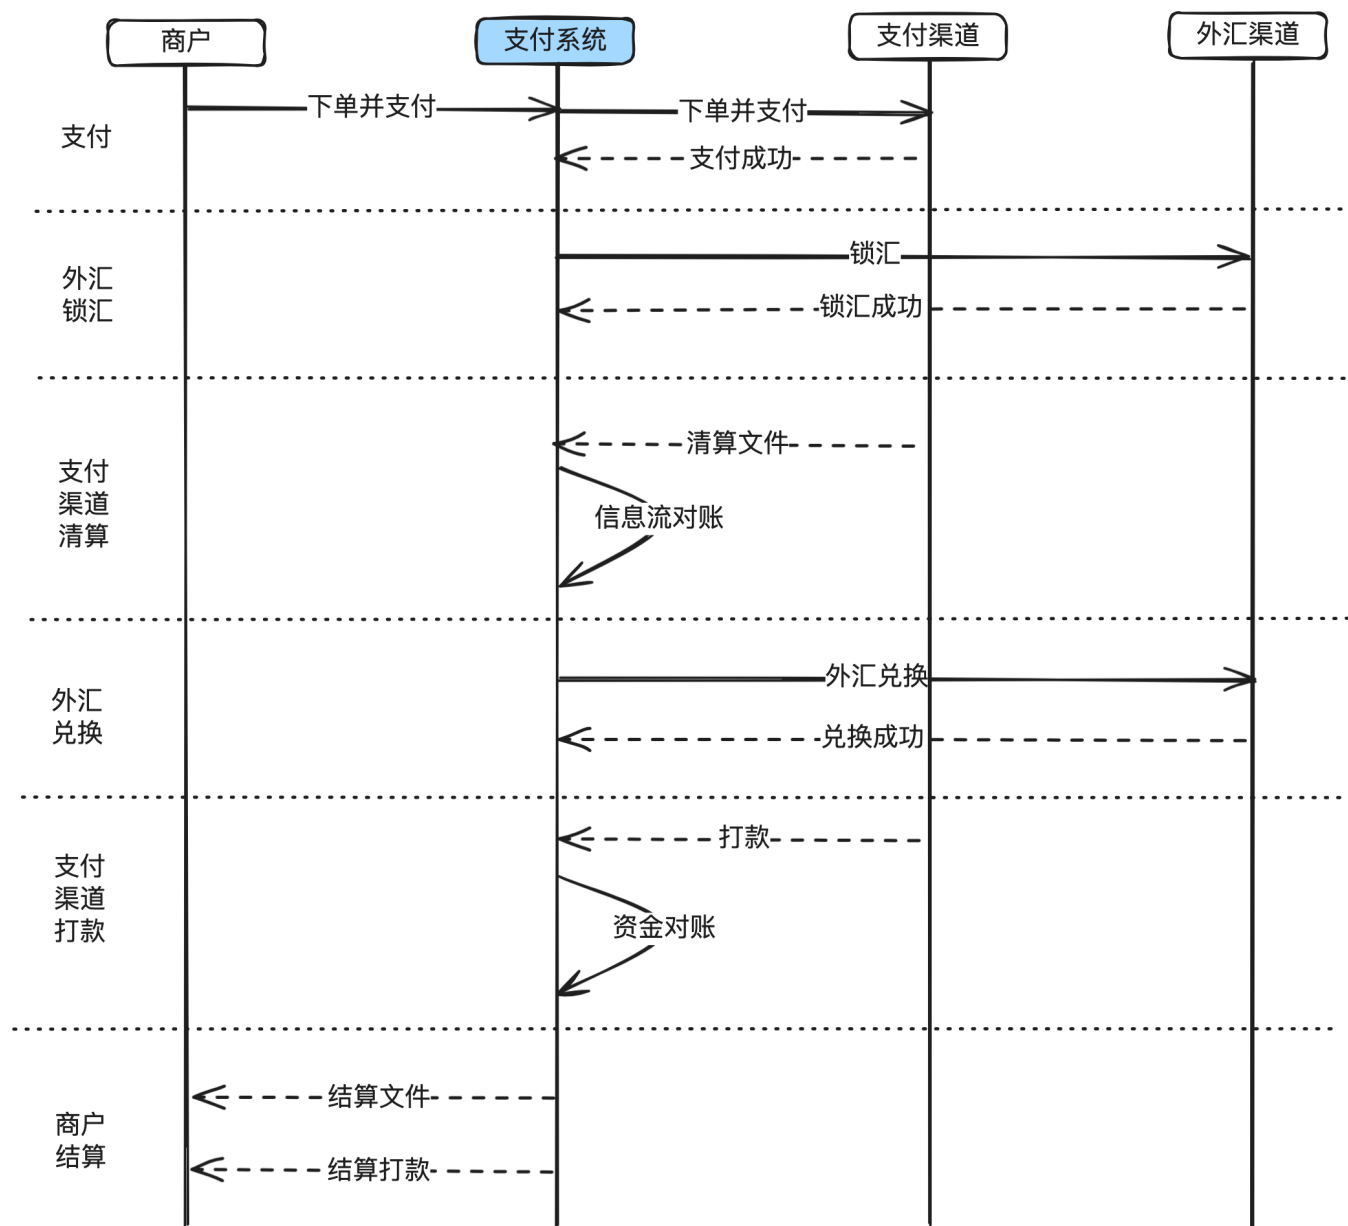 商户
支付系统
支付渠道
外汇渠道
下单并支付
下单并支付
支付
支付成功
锁汇
外汇
锁汇
锁汇成功
清算文件
支付
渠道
清算
信息流对账
外汇兑换
外汇
兑换
兑换成功
打款
支付
渠道
打款
资金对账
结算文件
商户
结算
结算打款